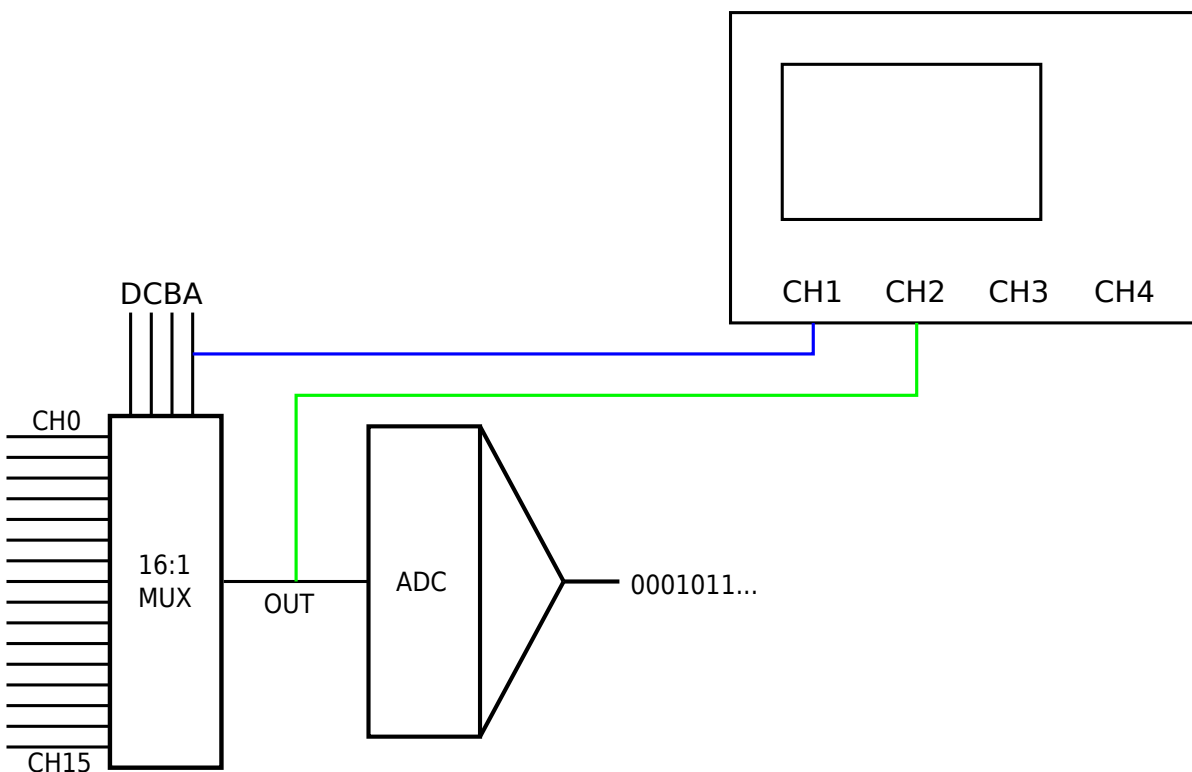 CH1 CH2 CH3 CH4
DCBA
CH0
16:1
MUX
OUT
ADC
0001011...
CH15